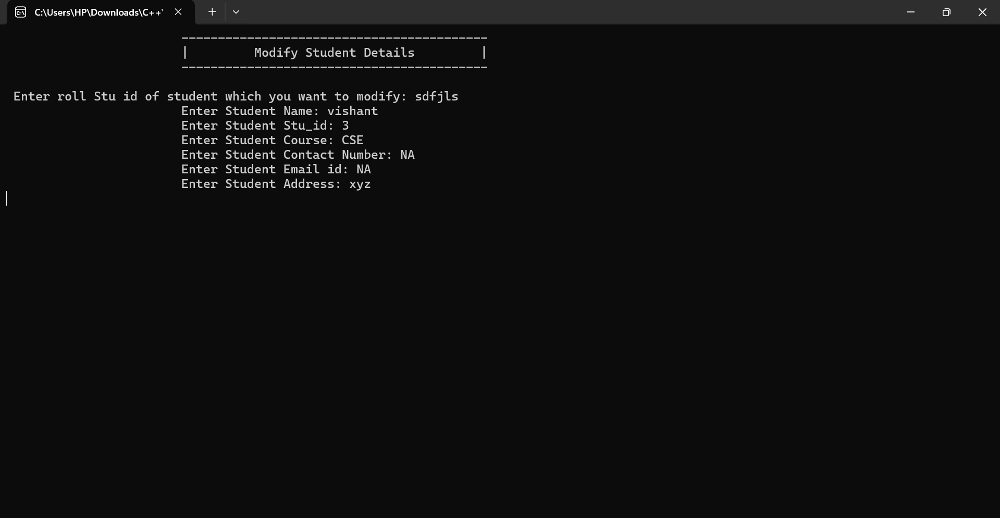 C:\Users\HP\Downloads\C++\
------------------------------------------
|         Modify Student Details         |
------------------------------------------
Enter roll Stu id of student which you want to modify: sdfjls
Enter Student Name: vishant
Enter Student Stu_id: 3
Enter Student Course: CSE
Enter Student Contact Number: NA
Enter Student Email id: NA
Enter Student Address: xyz